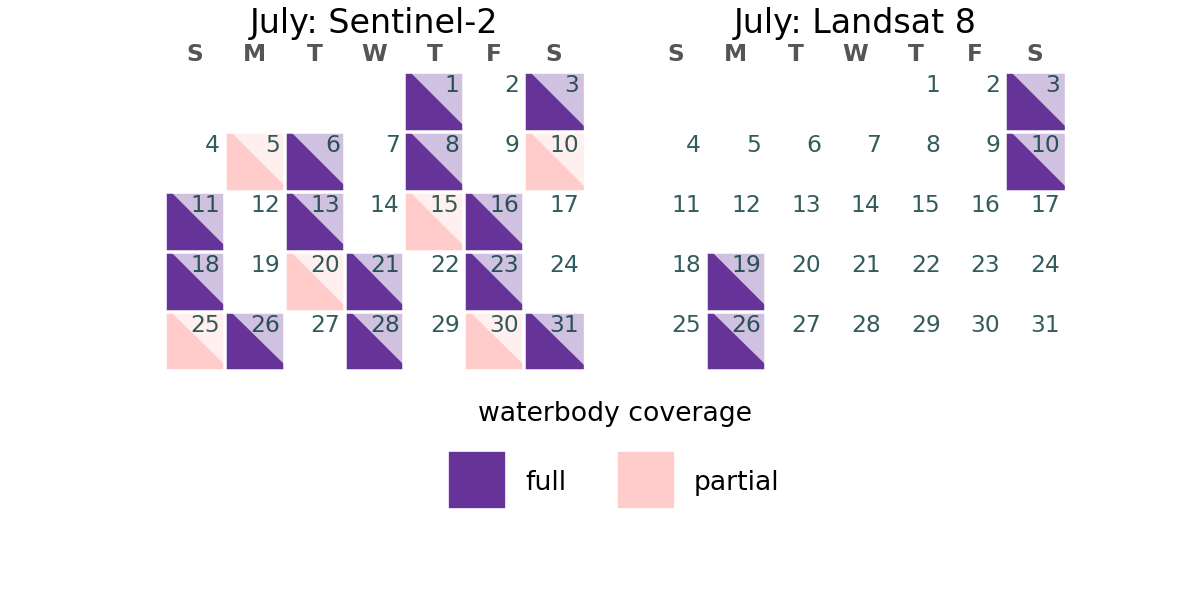 July: Sentinel-2
S M T W T F S
1 2 3
4 5 6 7 8 9 10
11 12 13 14 15 16 17
18 19 20 21 22 23 24
25 26 27 28 29 30 31
July: Landsat 8
S M T W T F S
1 2 3
4 5 6 7 8 9 10
11 12 13 14 15 16 17
18 19 20 21 22 23 24
25 26 27 28 29 30 31
waterbody coverage
full
partial